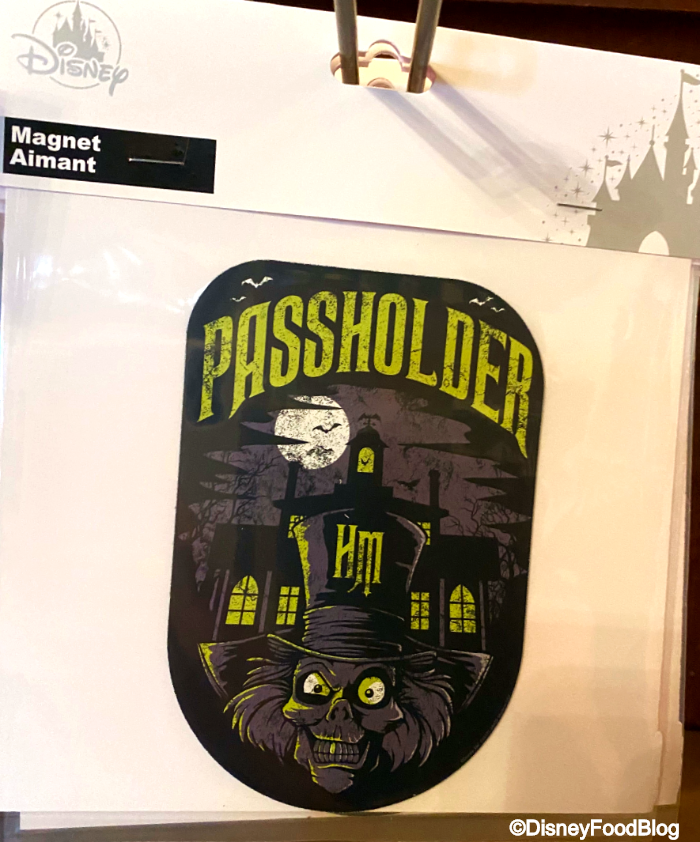 Disney
Magnet
Aimant
PASSHOLDER
HM
©DisneyFoodBlog